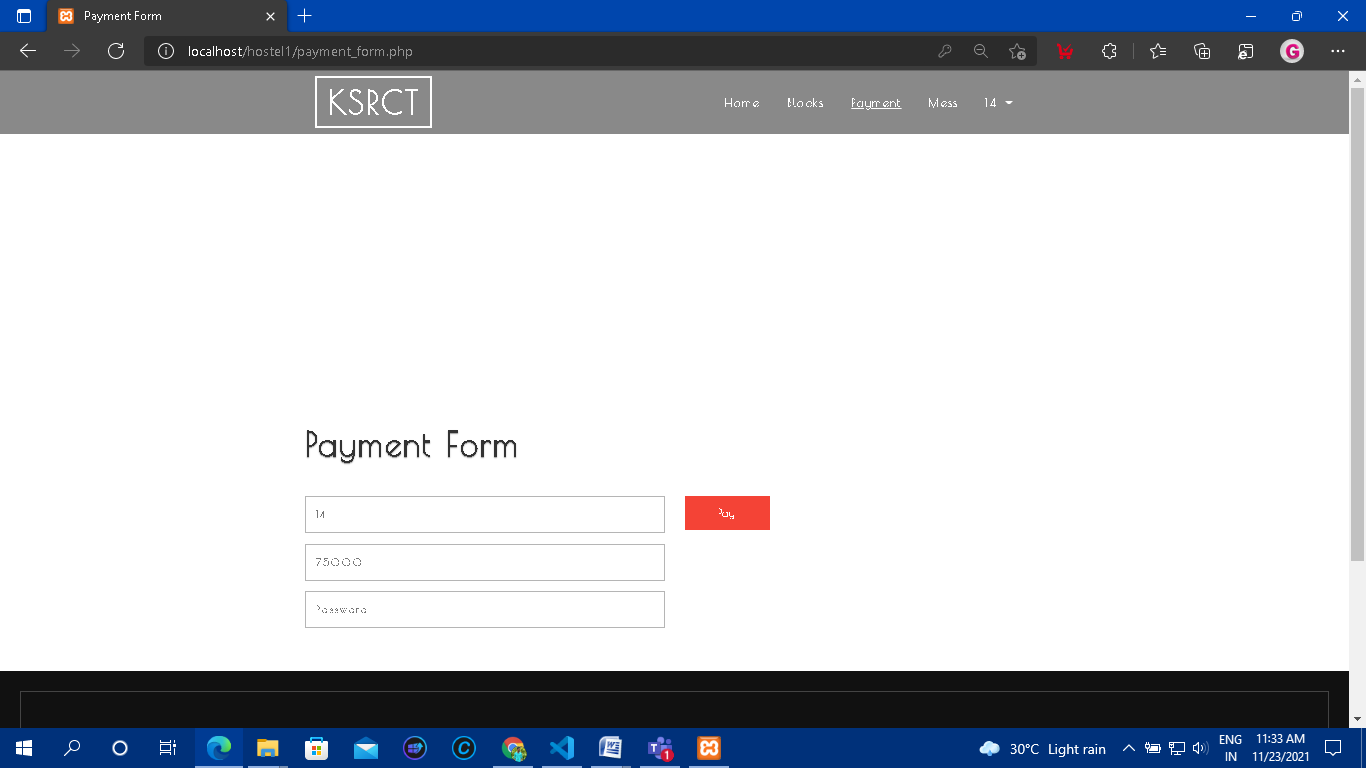 Payment Form
localhost/hostel1/payment_form.php
G
KSRCT
Home Blocks Payment Mess 14
Payment Form
14
Pay
75000
Password
30°C Light rain
ENG
IN
11:33 AM
11/23/2021
1